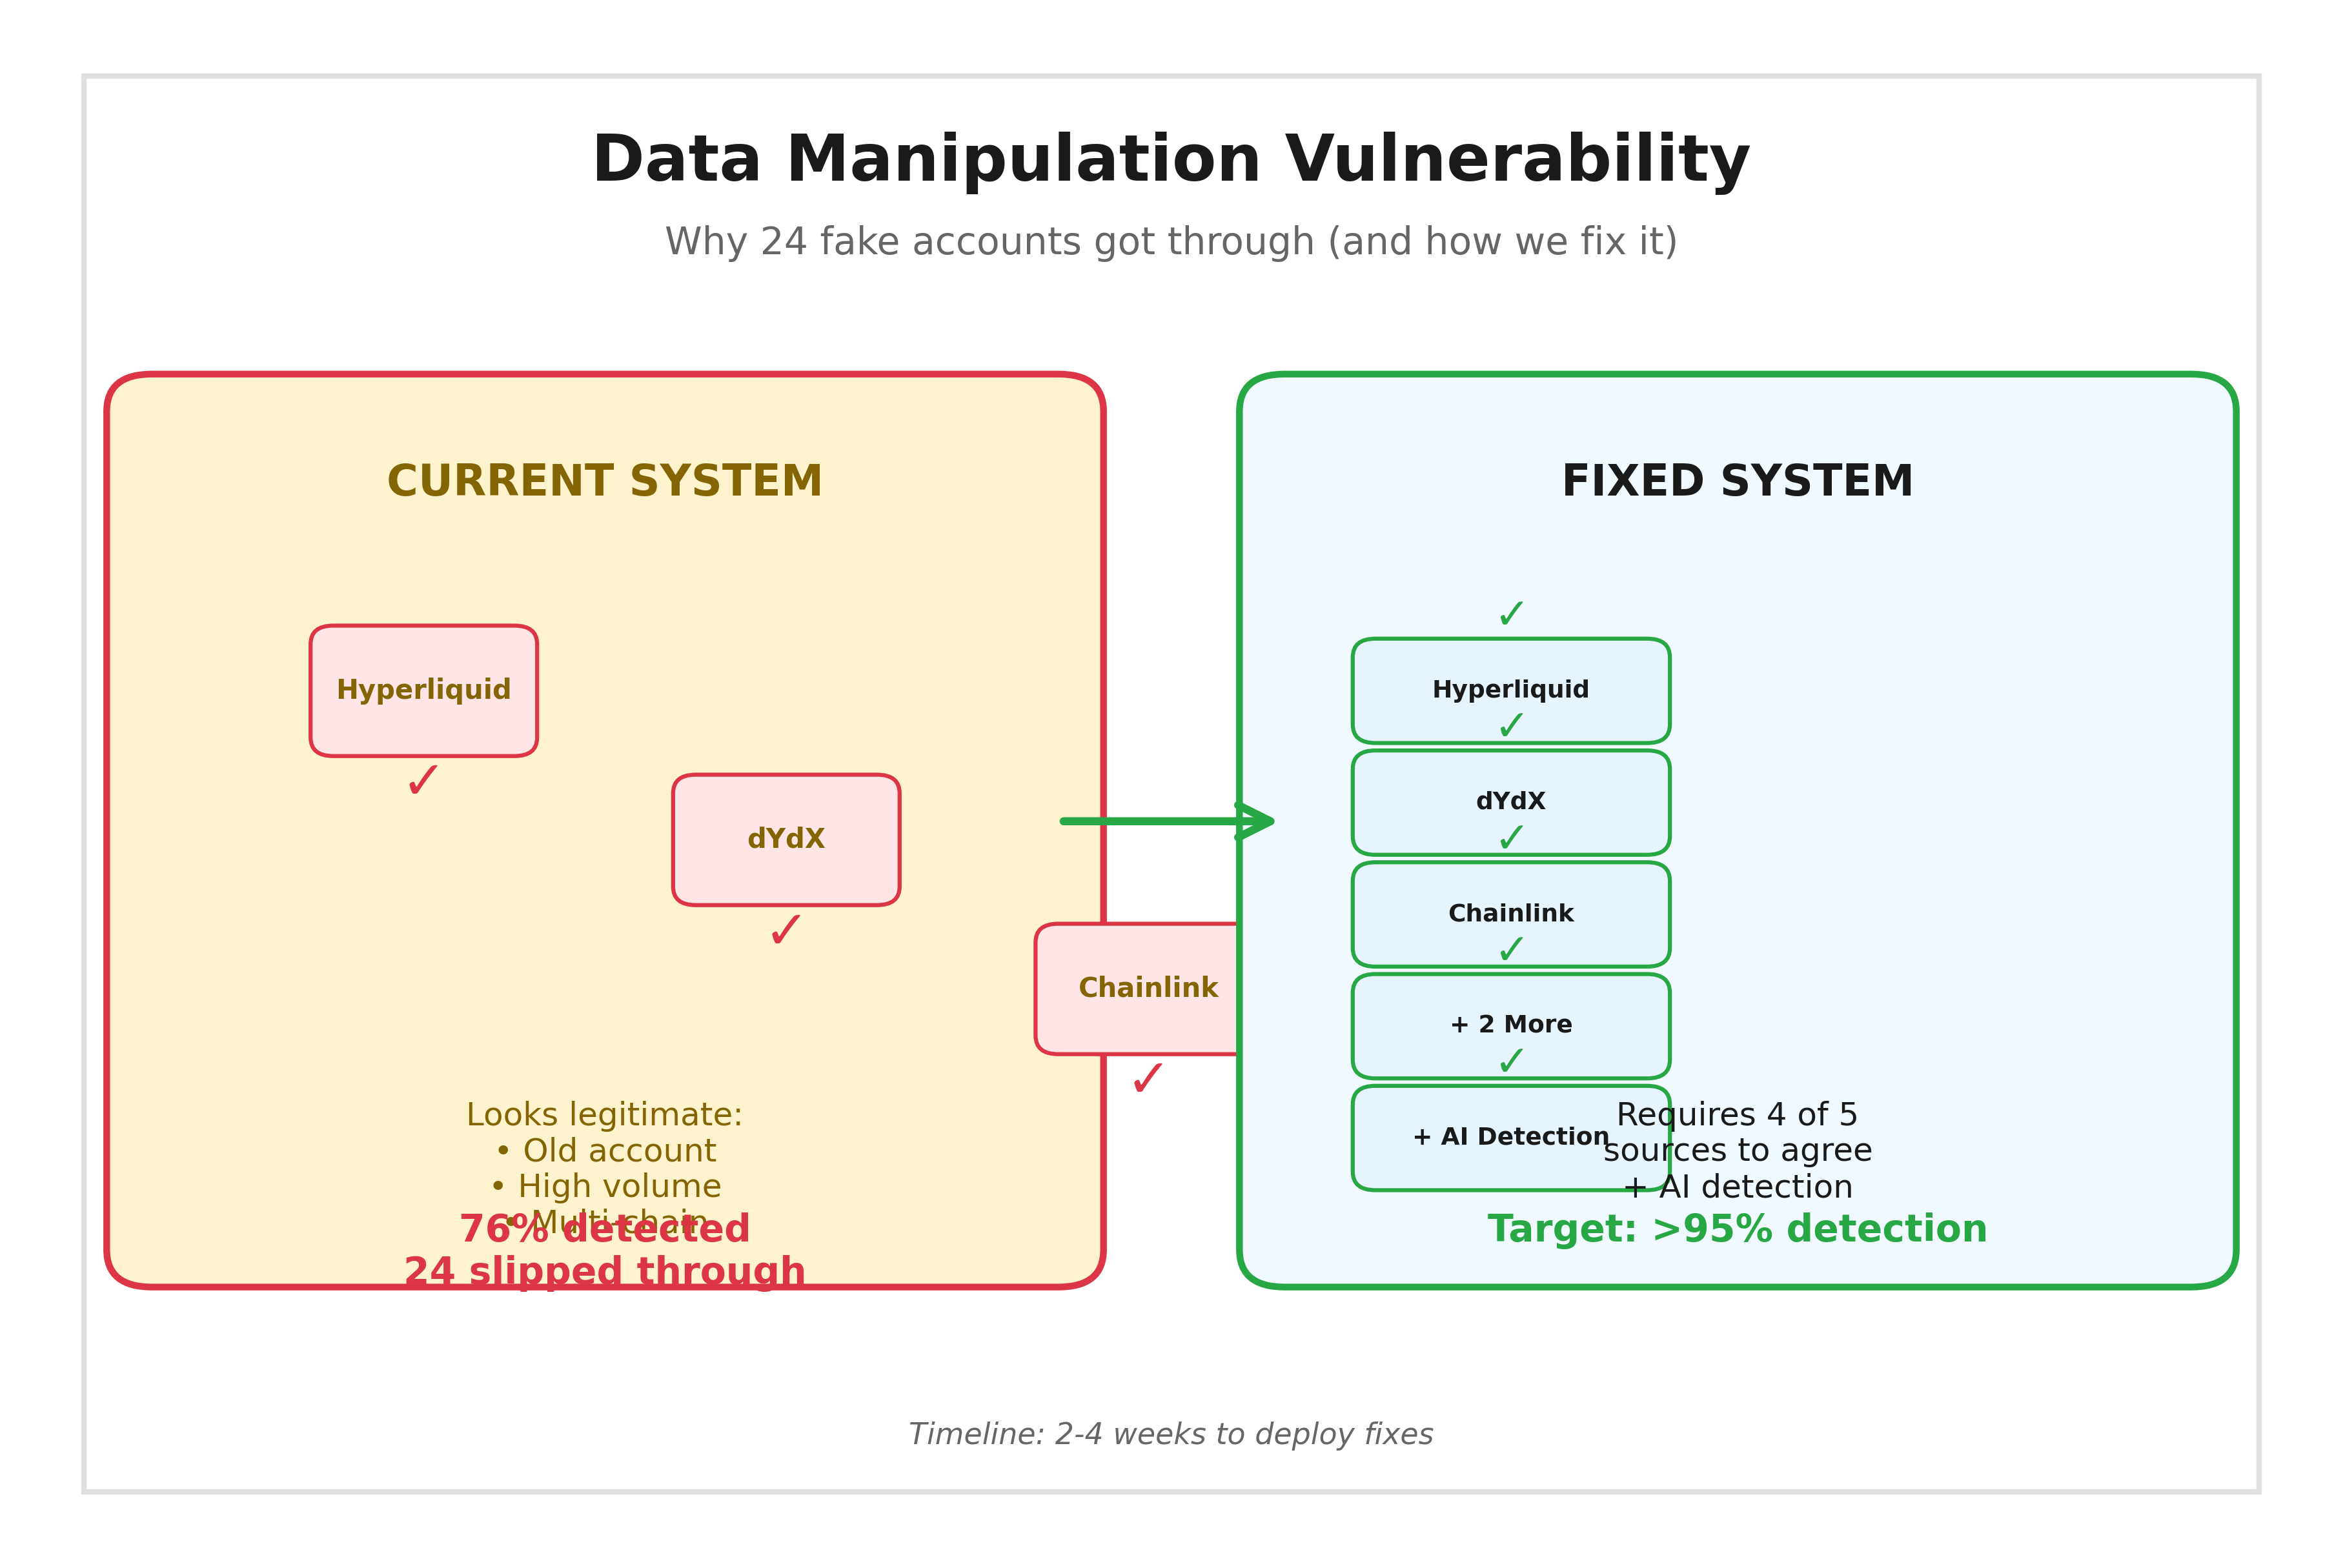 Data Manipulation Vulnerability
Why 24 fake accounts got through (and how we fix it)
CURRENT SYSTEM
Hyperliquid
✓
dYdX
✓
Chainlink
✓
Looks legitimate:
• Old account
• High volume
• Multi-chain
76% detected
24 slipped through
FIXED SYSTEM
✓
Hyperliquid
✓
dYdX
✓
Chainlink
✓
+ 2 More
✓
+ AI Detection
Requires 4 of 5
sources to agree
+ AI detection
Target: >95% detection
Timeline: 2-4 weeks to deploy fixes